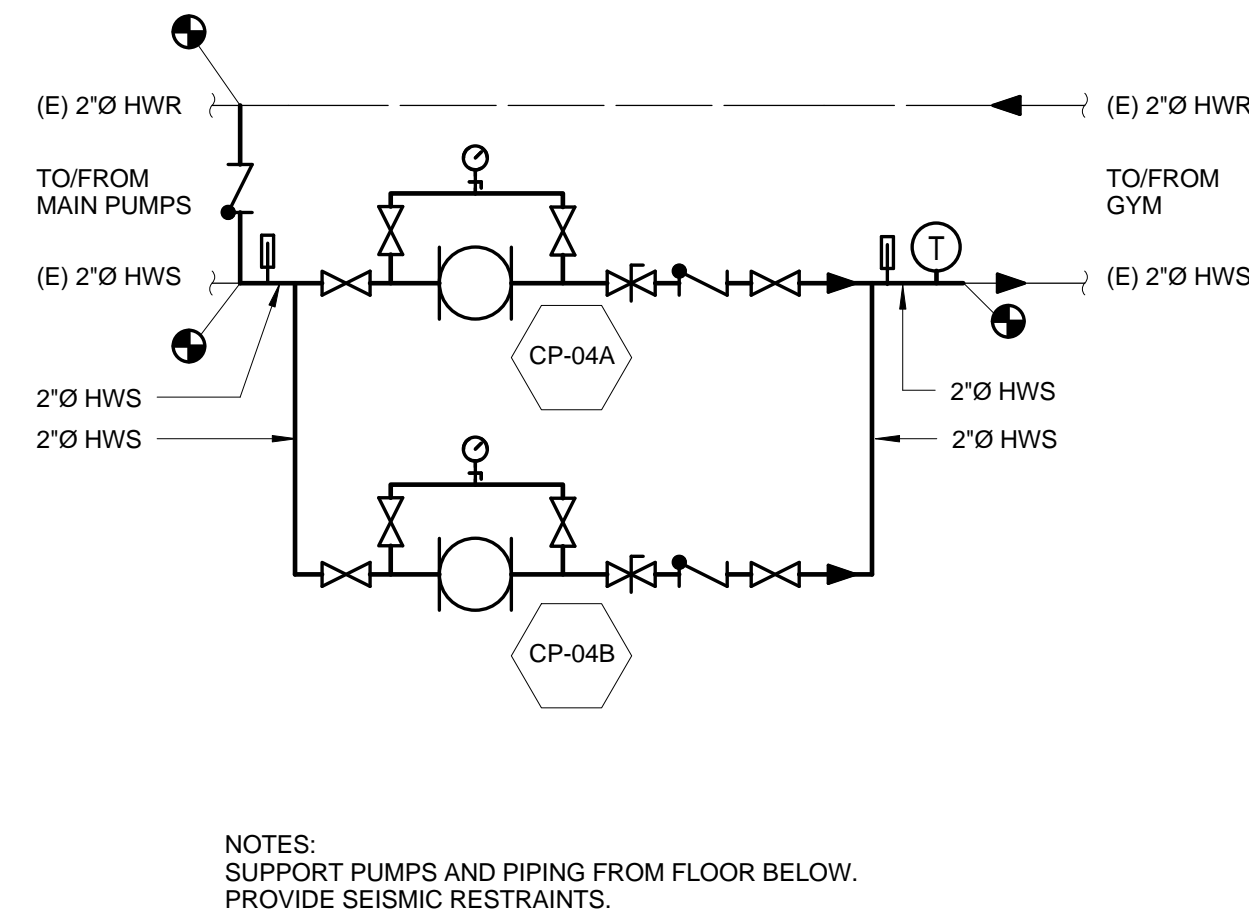 (E) 2"Ø HWR
(E) 2"Ø HWR
TO/FROM
MAIN PUMPS
TO/FROM
GYM
(E) 2"Ø HWS
T
(E) 2"Ø HWS
CP-04A
2"Ø HWS
2"Ø HWS
2"Ø HWS
2"Ø HWS
CP-04B
NOTES:
SUPPORT PUMPS AND PIPING FROM FLOOR BELOW.
PROVIDE SEISMIC RESTRAINTS.